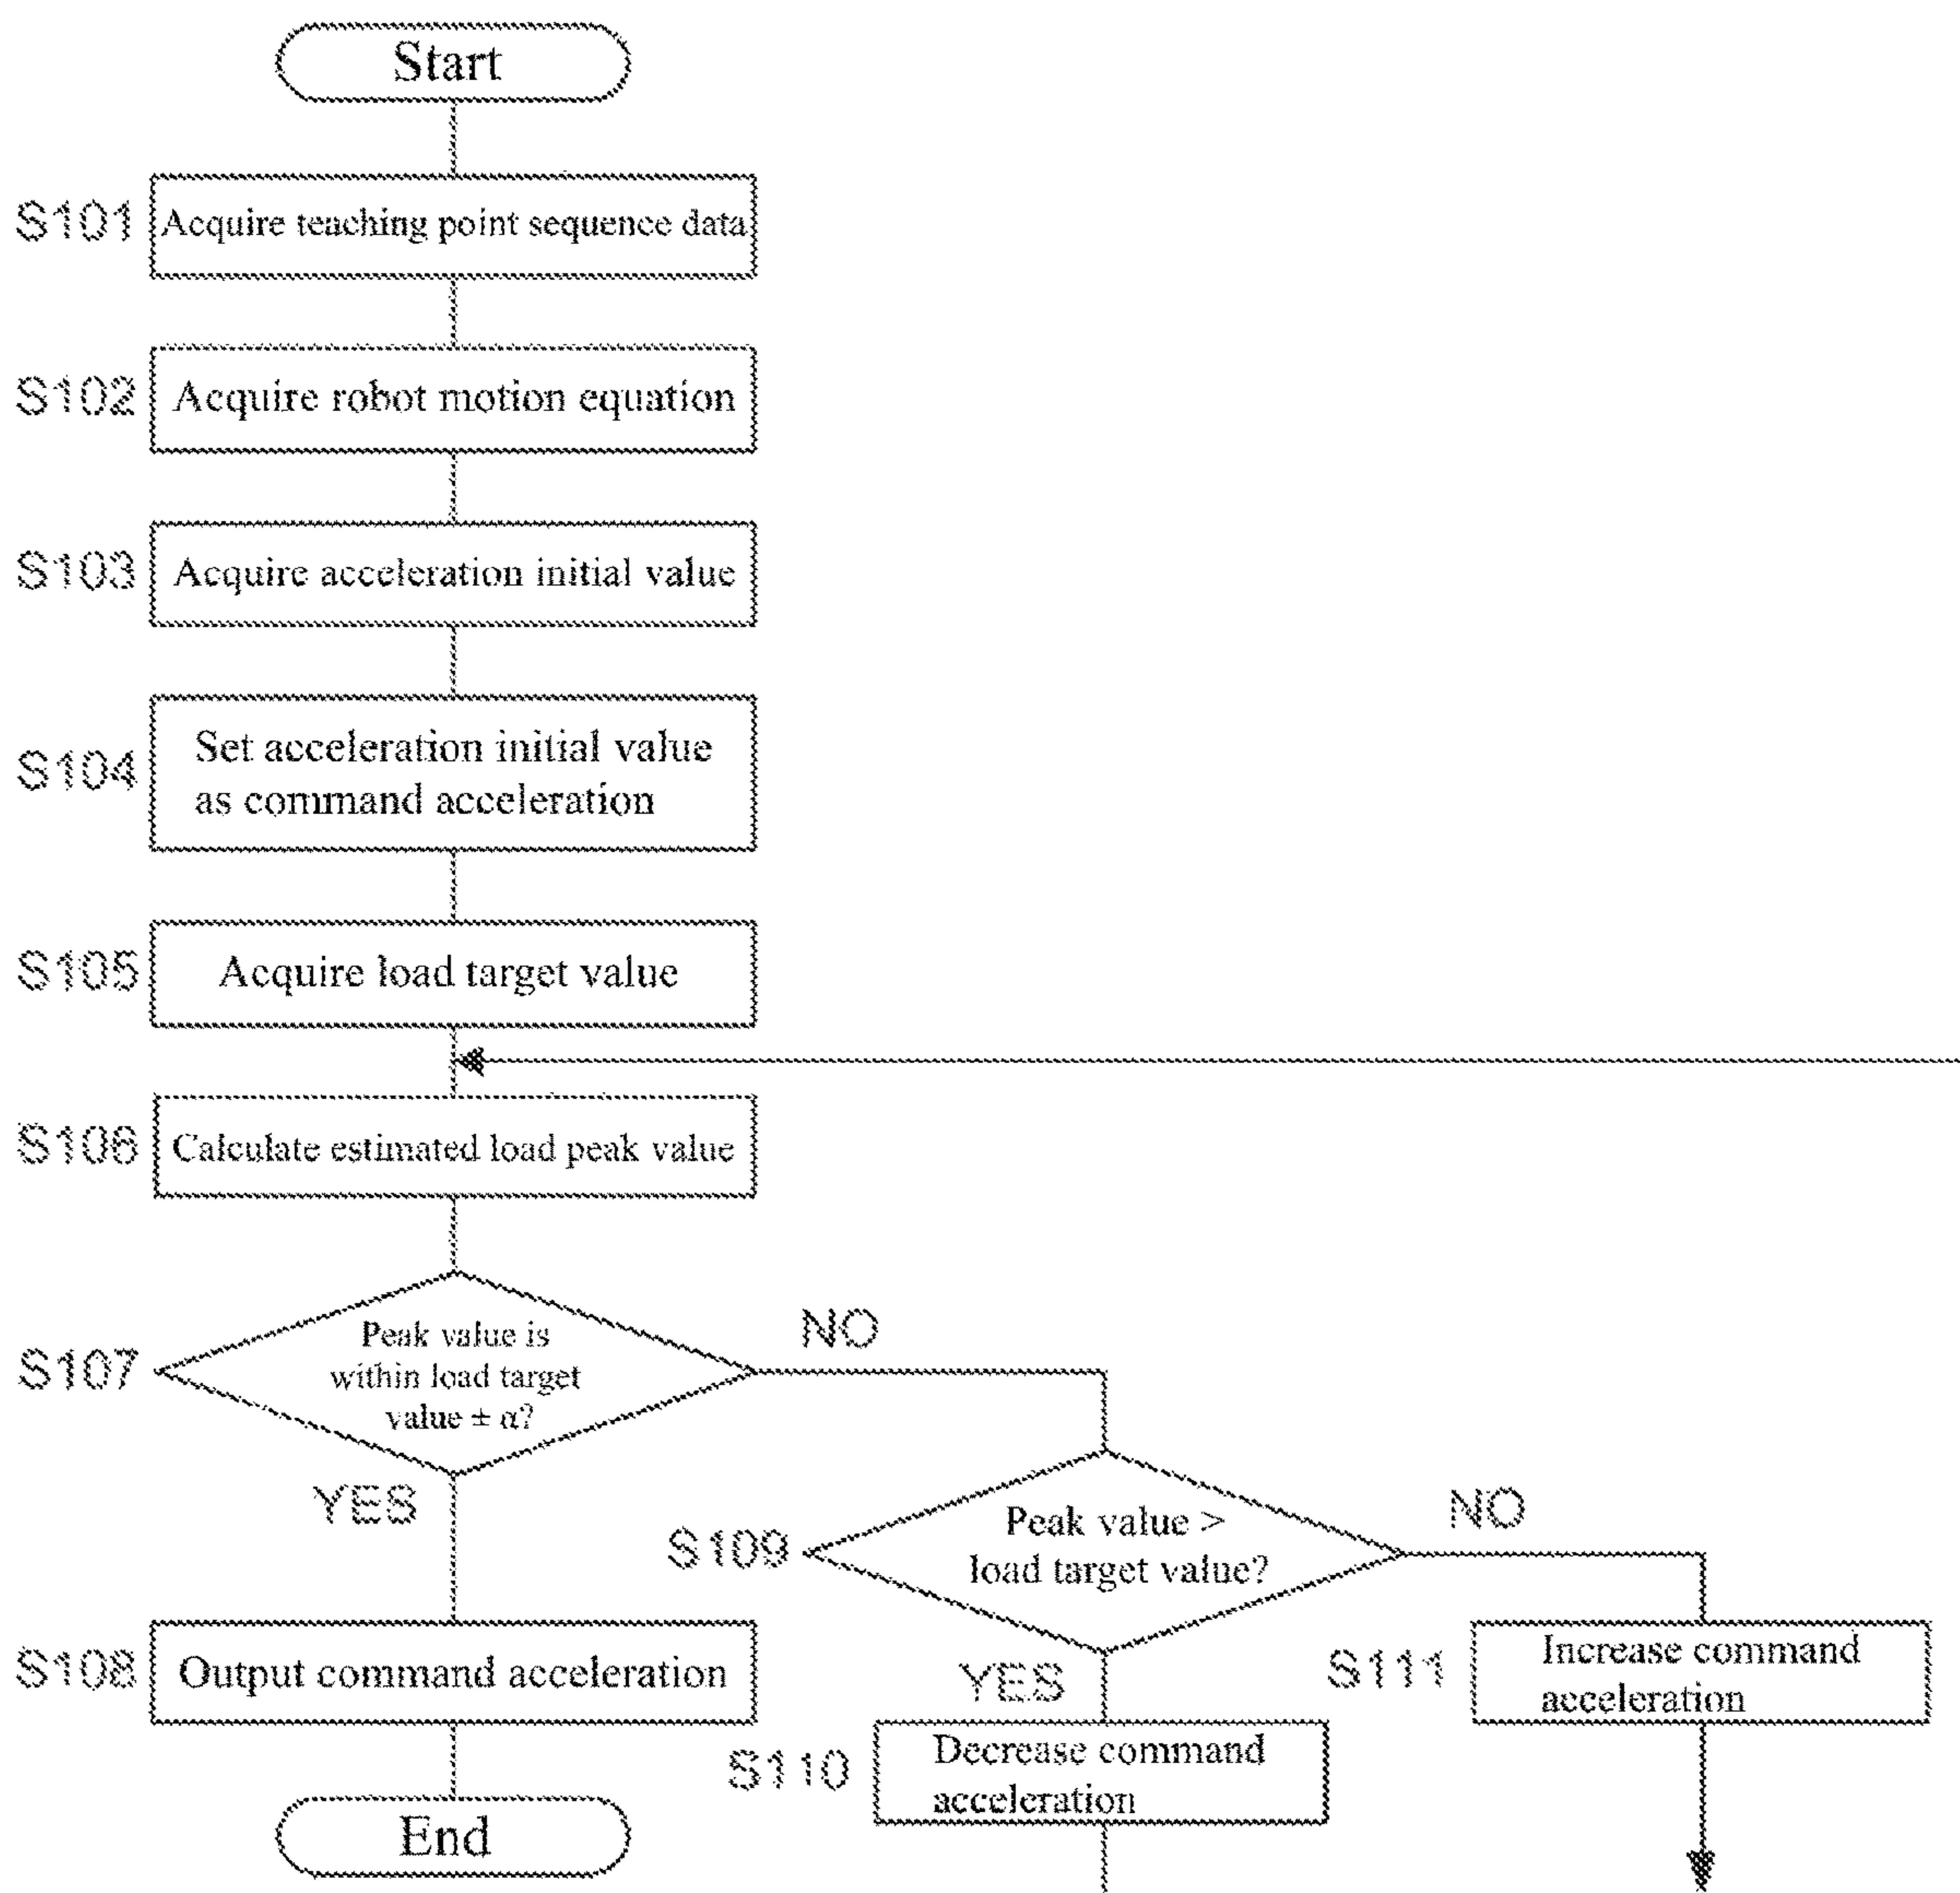 Start
S101
Acquire teaching point sequence data
S102
Acquire robot motion equation
S103
Acquire acceleration initial value
S104
Set acceleration initial value
as command acceleration
S105
Acquire load target value
S106
Calculate estimated load peak value
S107
Peak value is
within load target
value ± α?
NO
YES
S109
Peak value >
load target value?
NO
YES
S108
Output command acceleration
S111
Increase command
acceleration
S110
Decrease command
acceleration
End